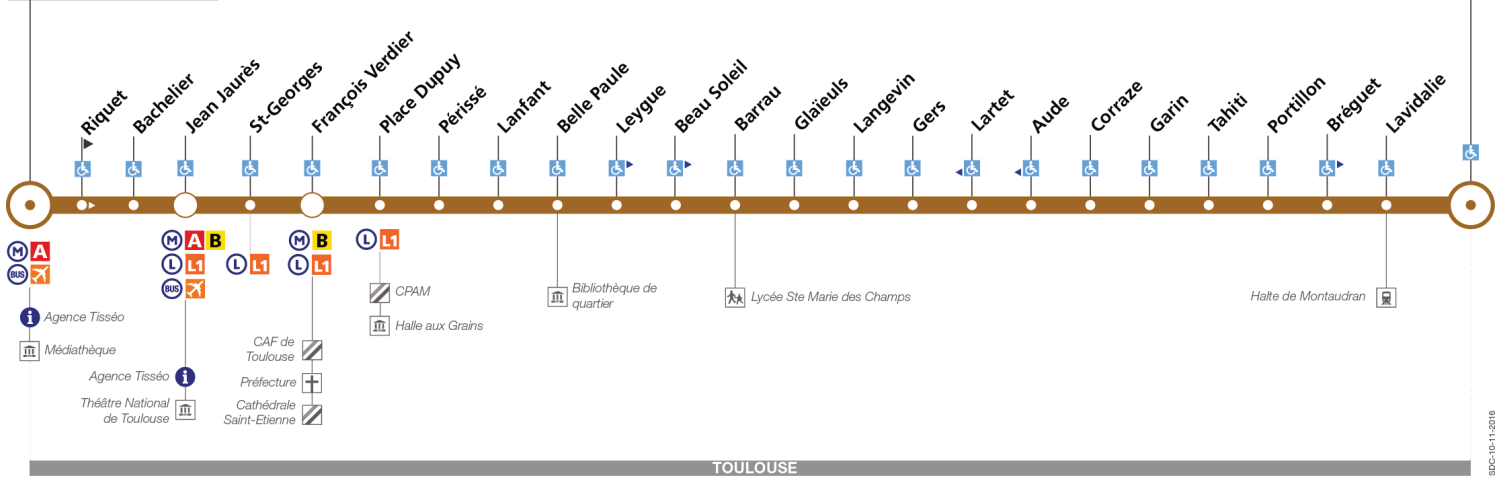 Riquet
Bachelier
Jean Jaurès
St-Georges
François Verdier
Place Dupuy
Périssé
Lanfant
Belle Paule
Leygue
Beau Soleil
Barrau
Glaïeuls
Langevin
Gers
Lartet
Aude
Corraze
Garin
Tahiti
Portillon
Bréguet
Lavidalie
M A
BUS
Agence Tisséo
Médiathèque
M A B
L L1
BUS
Agence Tisséo
Théâtre National
de Toulouse
L L1
M B
L L1
CAF de
Toulouse
Préfecture
Cathédrale
Saint-Etienne
L L1
CPAM
Halle aux Grains
Bibliothèque de
quartier
Lycée Ste Marie des Champs
Halte de Montaudran
TOULOUSE
SDC-10-11-2016